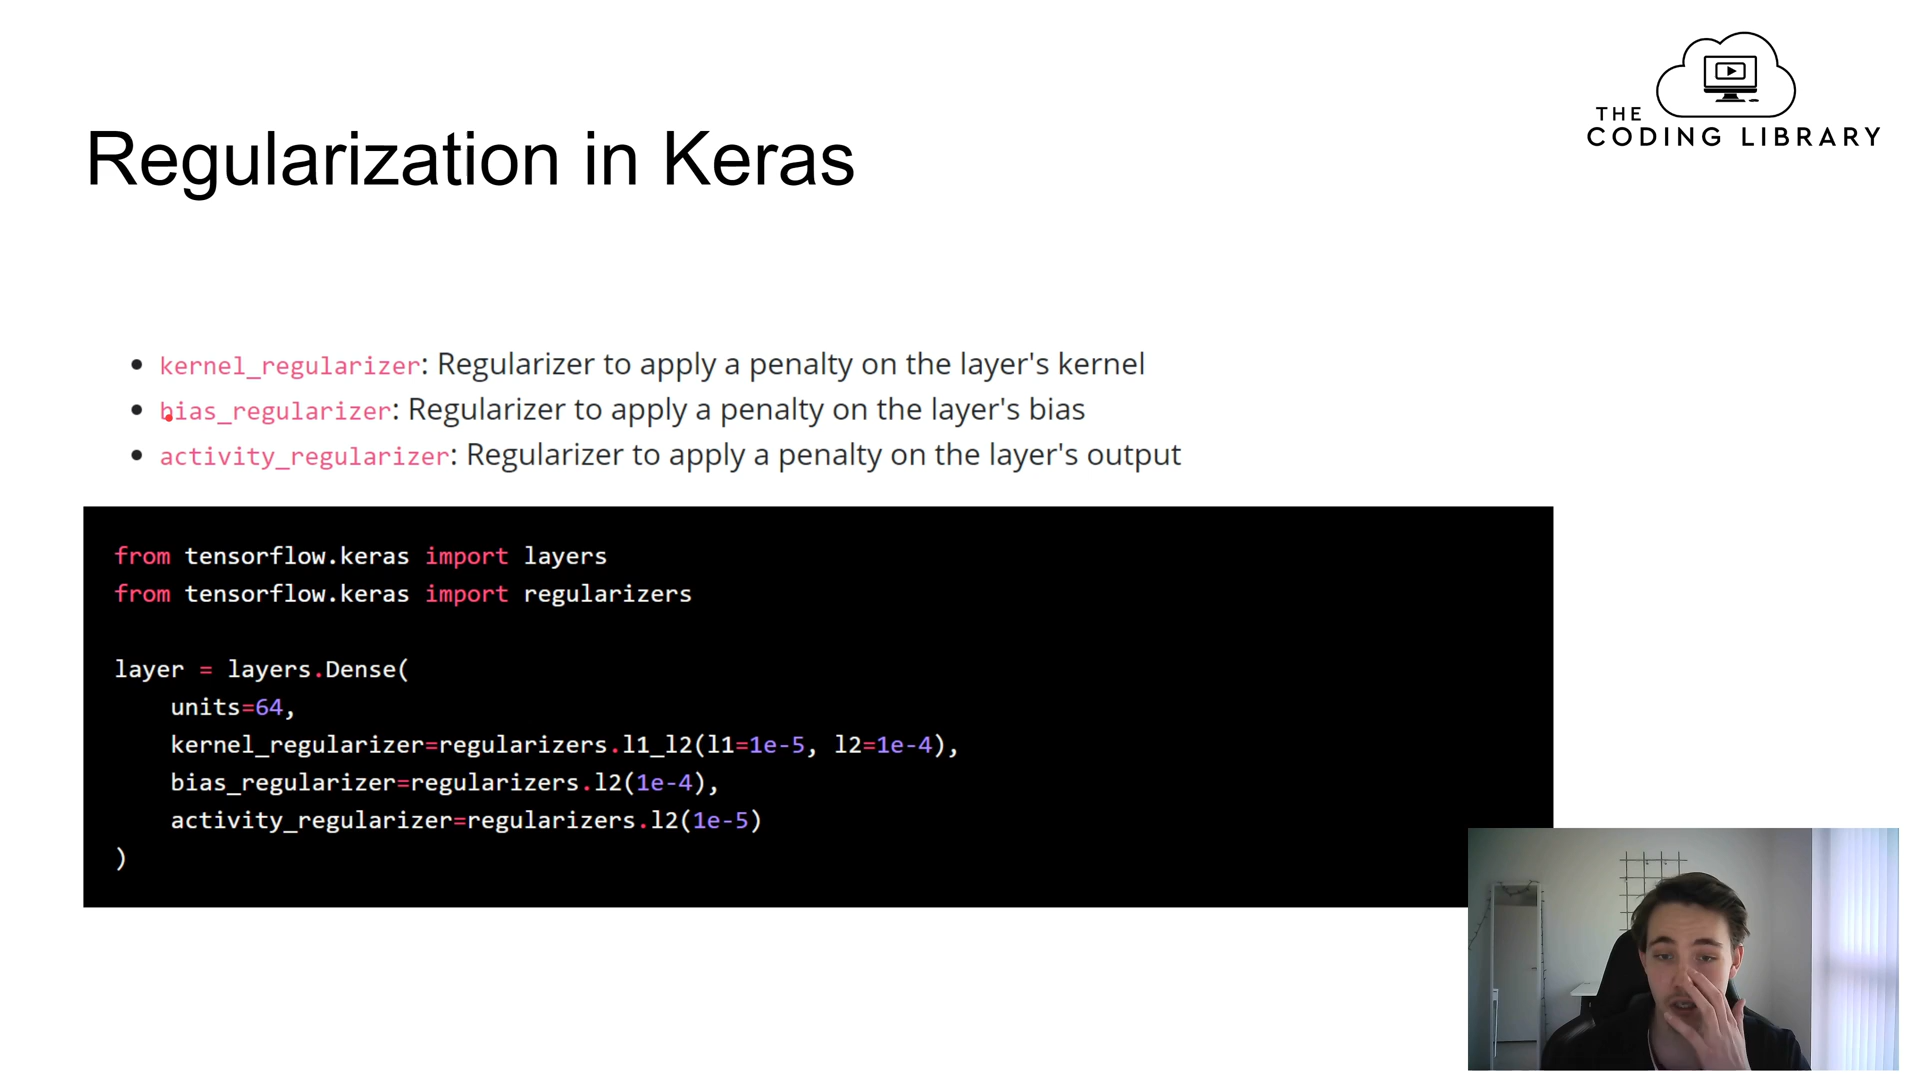 THE
CODING LIBRARY
Regularization in Keras
kernel_regularizer: Regularizer to apply a penalty on the layer's kernel
bias_regularizer: Regularizer to apply a penalty on the layer's bias
activity_regularizer: Regularizer to apply a penalty on the layer's output
from tensorflow.keras import layers
from tensorflow.keras import regularizers
layer = layers.Dense(
    units=64,
    kernel_regularizer=regularizers.l1_l2(l1=1e-5, l2=1e-4),
    bias_regularizer=regularizers.l2(1e-4),
    activity_regularizer=regularizers.l2(1e-5)
)